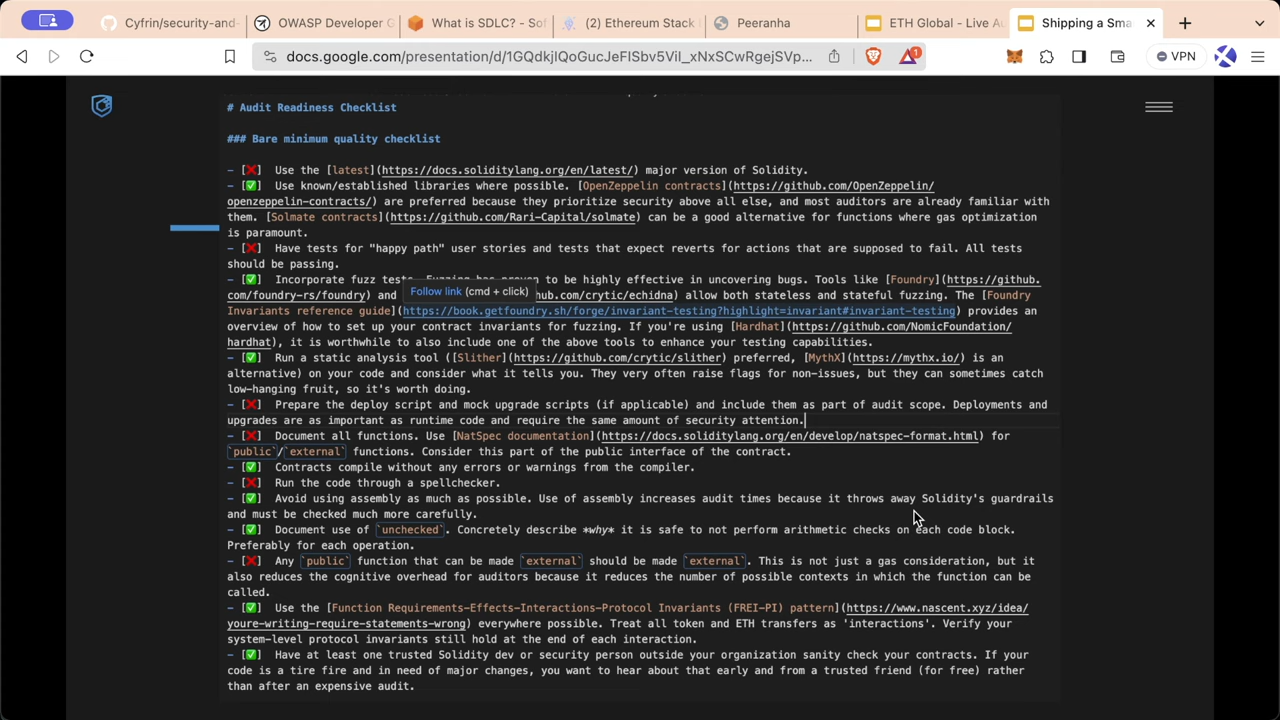 Cyfrin/security-and-
OWASP Developer G
What is SDLC? - Sof
(2) Ethereum Stack
Peeranha
ETH Global - Live Au
Shipping a Sma
docs.google.com/presentation/d/1GQdkjlQoGucJeFISbv5Vil_xNxSCwRgejSVp...
1
VPN
# Audit Readiness Checklist
### Bare minimum quality checklist
- [❌] Use the [latest](https://docs.soliditylang.org/en/latest/) major version of Solidity.
- [✅] Use known/established libraries where possible. [OpenZeppelin contracts](https://github.com/OpenZeppelin/
openzeppelin-contracts/) are preferred because they prioritize security above all else, and most auditors are already familiar with
them. [Solmate contracts](https://github.com/Rari-Capital/solmate) can be a good alternative for functions where gas optimization
is paramount.
- [❌] Have tests for "happy path" user stories and tests that expect reverts for actions that are supposed to fail. All tests
should be passing.
- [✅] Incorporate fuzz tests. Fuzzing has proven to be highly effective in uncovering bugs. Tools like [Foundry](https://github.
com/foundry-rs/foundry) and
Follow link (cmd + click)
hub.com/crytic/echidna) allow both stateless and stateful fuzzing. The [Foundry
Invariants reference guide](https://book.getfoundry.sh/forge/invariant-testing?highlight=invariant#invariant-testing) provides an
overview of how to set up your contract invariants for fuzzing. If you're using [Hardhat](https://github.com/NomicFoundation/
hardhat), it is worthwhile to also include one of the above tools to enhance your testing capabilities.
- [✅] Run a static analysis tool ([Slither](https://github.com/crytic/slither) preferred, [MythX](https://mythx.io/) is an
alternative) on your code and consider what it tells you. They very often raise flags for non-issues, but they can sometimes catch
low-hanging fruit, so it's worth doing.
- [❌] Prepare the deploy script and mock upgrade scripts (if applicable) and include them as part of audit scope. Deployments and
upgrades are as important as runtime code and require the same amount of security attention.
- [❌] Document all functions. Use [NatSpec documentation](https://docs.soliditylang.org/en/develop/natspec-format.html) for
`public`/`external` functions. Consider this part of the public interface of the contract.
- [✅] Contracts compile without any errors or warnings from the compiler.
- [❌] Run the code through a spellchecker.
- [✅] Avoid using assembly as much as possible. Use of assembly increases audit times because it throws away Solidity's guardrails
and must be checked much more carefully.
- [✅] Document use of `unchecked`. Concretely describe *why* it is safe to not perform arithmetic checks on each code block.
Preferably for each operation.
- [❌] Any `public` function that can be made `external` should be made `external`. This is not just a gas consideration, but it
also reduces the cognitive overhead for auditors because it reduces the number of possible contexts in which the function can be
called.
- [✅] Use the [Function Requirements-Effects-Interactions-Protocol Invariants (FREI-PI) pattern](https://www.nascent.xyz/idea/
youre-writing-require-statements-wrong) everywhere possible. Treat all token and ETH transfers as 'interactions'. Verify your
system-level protocol invariants still hold at the end of each interaction.
- [✅] Have at least one trusted Solidity dev or security person outside your organization sanity check your contracts. If your
code is a tire fire and in need of major changes, you want to hear about that early and from a trusted friend (for free) rather
than after an expensive audit.